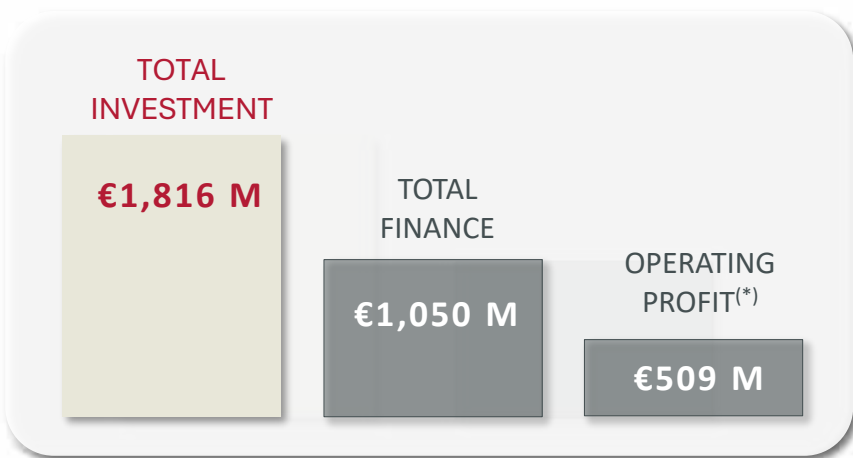 TOTAL
INVESTMENT
€1,816 M
TOTAL
FINANCE
€1,050 M
OPERATING
PROFIT(*)
€509 M